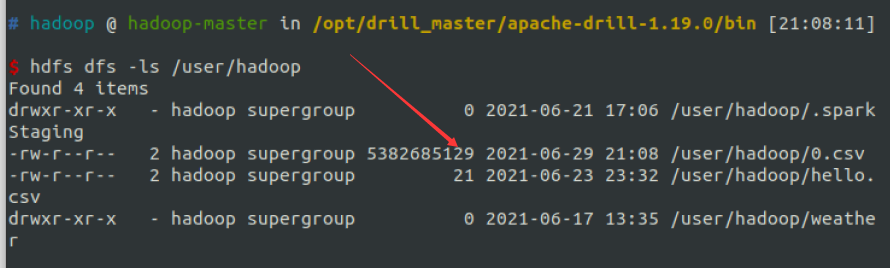 # hadoop @ hadoop-master in /opt/drill_master/apache-drill-1.19.0/bin [21:08:11]
$ hdfs dfs -ls /user/hadoop
Found 4 items
drwxr-xr-x   - hadoop supergroup          0 2021-06-21 17:06 /user/hadoop/.spark
Staging
-rw-r--r--   2 hadoop supergroup 5382685129 2021-06-29 21:08 /user/hadoop/0.csv
-rw-r--r--   2 hadoop supergroup         21 2021-06-23 23:32 /user/hadoop/hello.
csv
drwxr-xr-x   - hadoop supergroup          0 2021-06-17 13:35 /user/hadoop/weathe
r